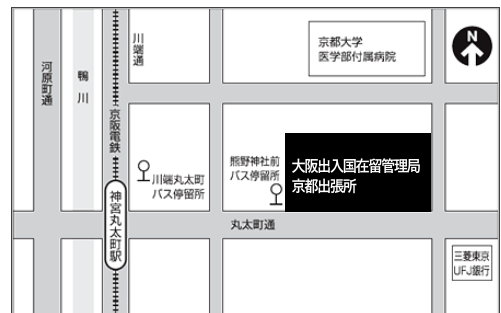 京都大学
医学部付属病院
N
川端通
河原町通
鴨川
京阪電鉄
川端丸太町
バス停留所
熊野神社前
バス停留所
大阪出入国在留管理局
京都出張所
神宮丸太町駅
丸太町通
三菱東京
UFJ銀行